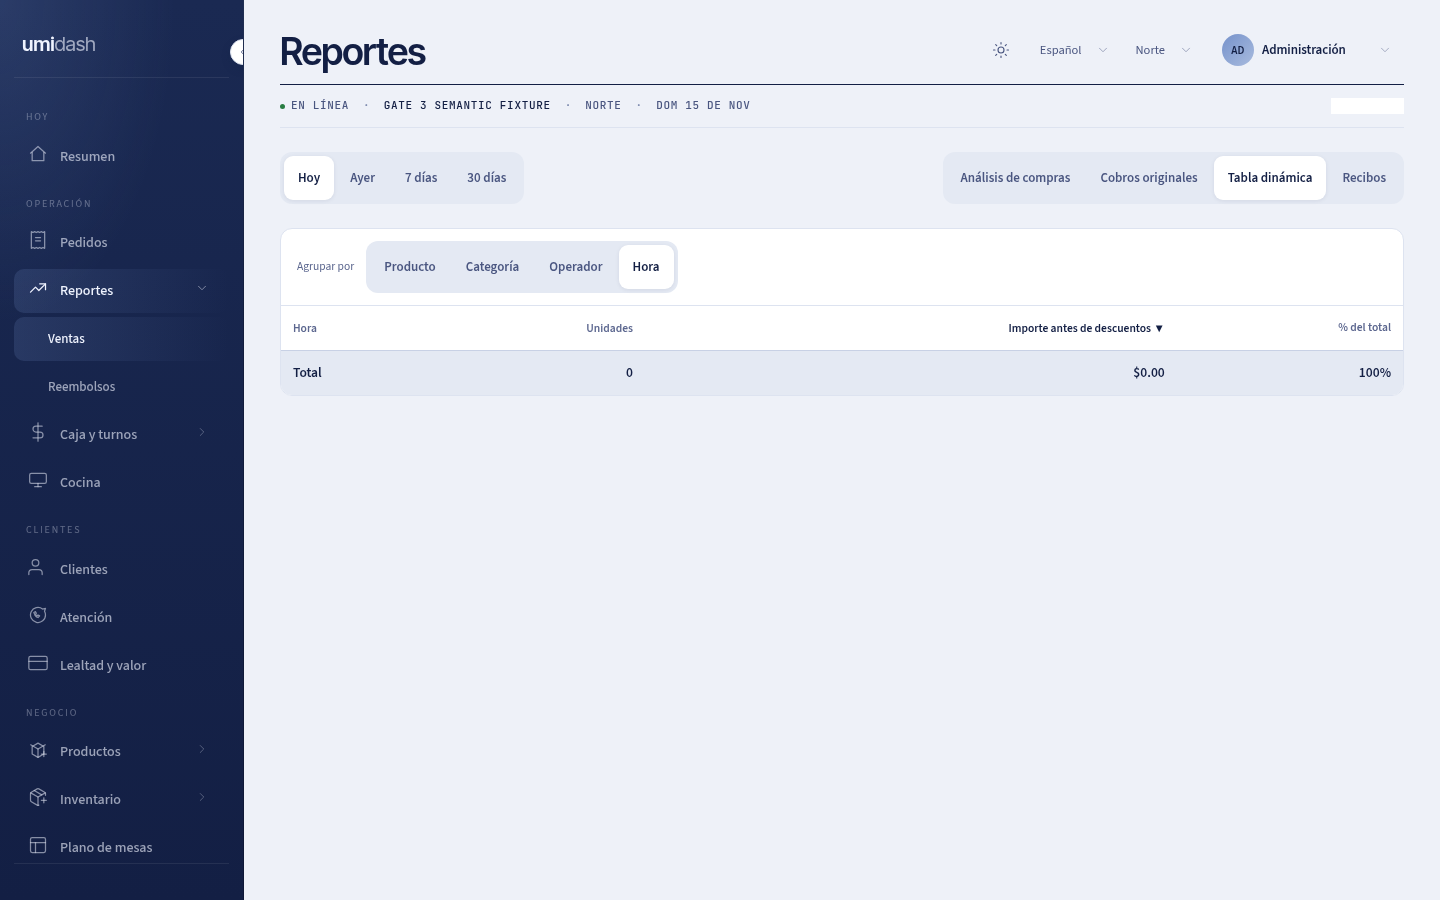 umidash
HOY
Resumen
OPERACIÓN
Pedidos
Reportes
Ventas
Reembolsos
Caja y turnos
Cocina
CLIENTES
Clientes
Atención
Lealtad y valor
NEGOCIO
Productos
Inventario
Plano de mesas
Reportes
Español
Norte
AD Administración
EN LÍNEA · GATE 3 SEMANTIC FIXTURE · NORTE · DOM 15 DE NOV
Hoy Ayer 7 días 30 días
Análisis de compras Cobros originales Tabla dinámica Recibos
Agrupar por Producto Categoría Operador Hora
Hora Unidades Importe antes de descuentos ▼ % del total
Total 0 $0.00 100%